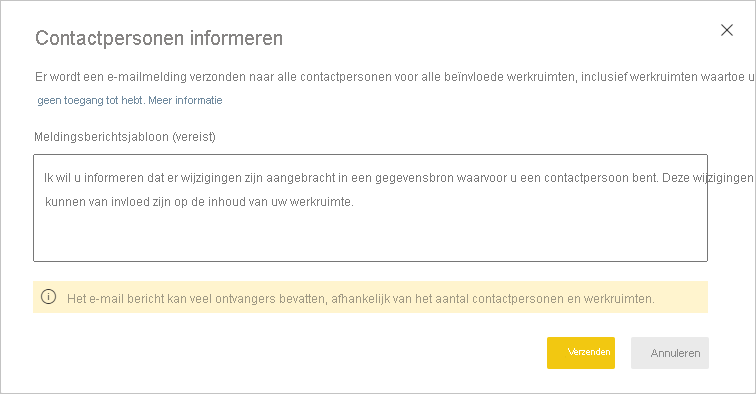 Contactpersonen informeren
Er wordt een e-mailmelding verzonden naar alle contactpersonen voor alle beïnvloede werkruimten, inclusief werkruimten waartoe u
geen toegang tot hebt. Meer informatie
Meldingsberichtsjabloon (vereist)
Ik wil u informeren dat er wijzigingen zijn aangebracht in een gegevensbron waarvoor u een contactpersoon bent. Deze wijzigingen
kunnen van invloed zijn op de inhoud van uw werkruimte.
Het e-mail bericht kan veel ontvangers bevatten, afhankelijk van het aantal contactpersonen en werkruimten.
Verzenden Annuleren